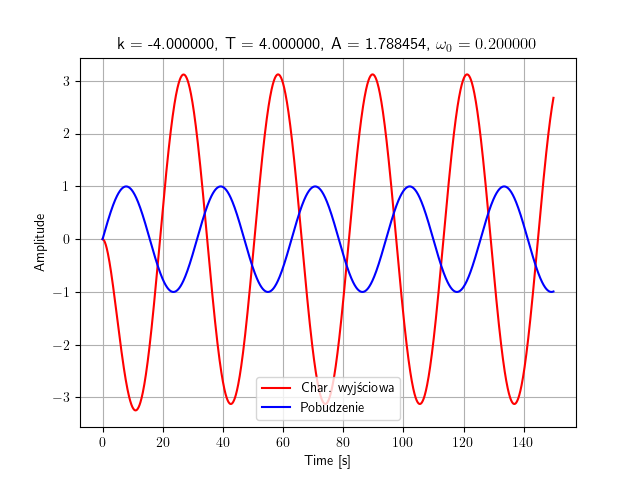 k = -4.000000, T = 4.000000, A = 1.788454, ω₀ = 0.200000
3
2
1
0
−1
−2
−3
Amplitude
Char. wyjściowa
Pobudzenie
0 20 40 60 80 100 120 140
Time [s]